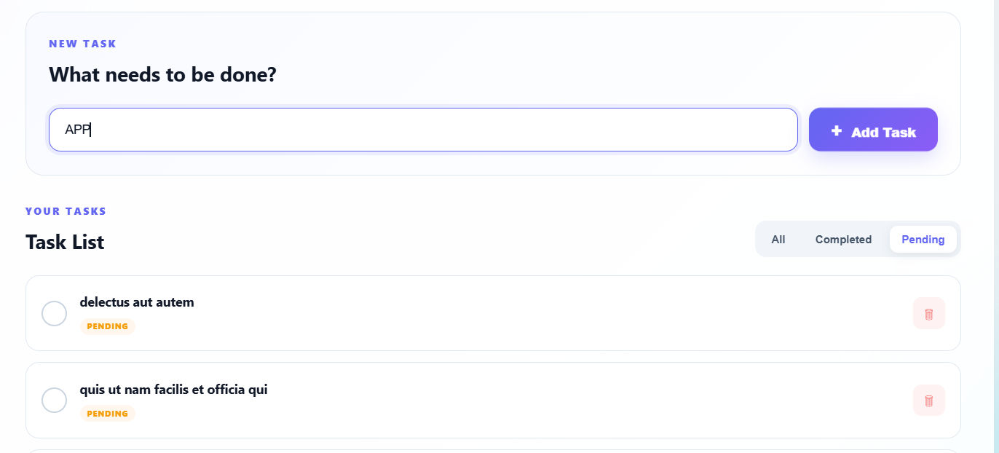 NEW TASK
What needs to be done?
APP
+ Add Task
YOUR TASKS
Task List
All
Completed
Pending
delectus aut autem
PENDING
quis ut nam facilis et officia qui
PENDING